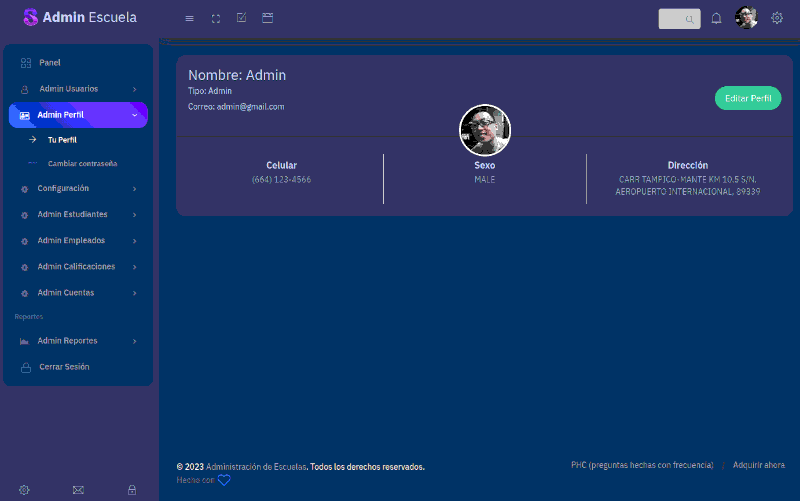 Admin Escuela
Panel
Admin Usuarios
Admin Perfil
Tu Perfil
Cambiar contraseña
Configuración
Admin Estudiantes
Admin Empleados
Admin Calificaciones
Admin Cuentas
Reportes
Admin Reportes
Cerrar Sesión
Nombre: Admin
Tipo: Admin
Correo: admin@gmail.com
Editar Perfil
Celular
(664) 123-4566
Sexo
MALE
Dirección
CARR TAMPICO-MANTE KM 10.5 S/N,
AEROPUERTO INTERNACIONAL, 89339
© 2023 Administración de Escuelas. Todos los derechos reservados.
Hecho con
PHC (preguntas hechas con frecuencia) / Adquirir ahora